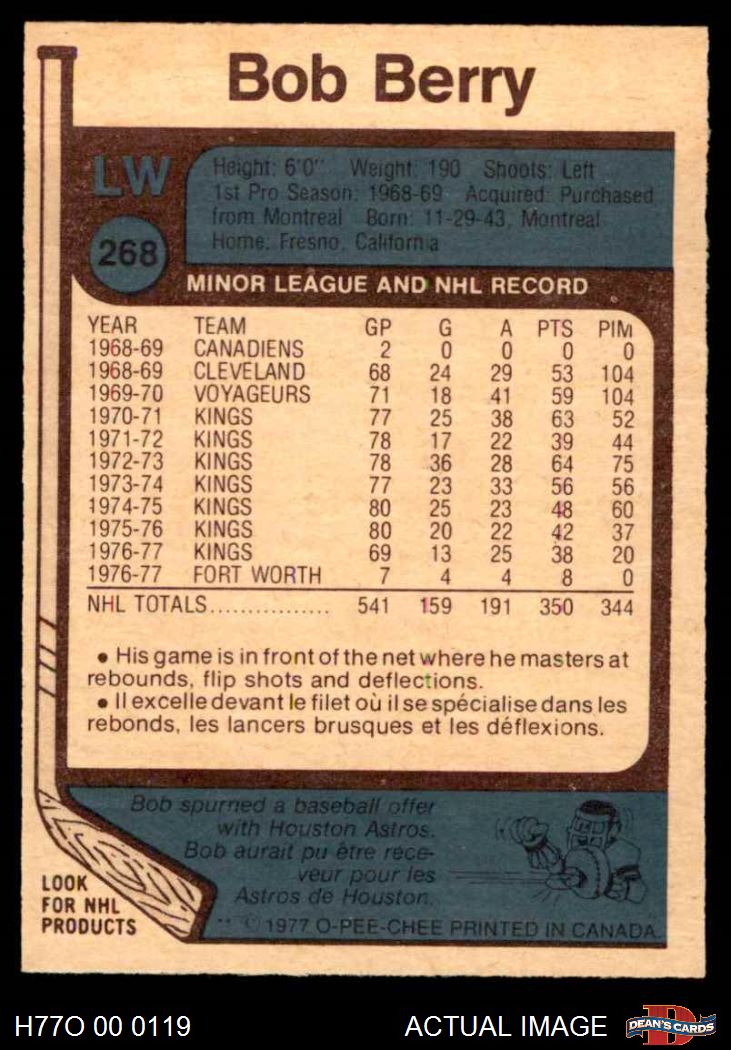 Bob Berry
LW
Height: 6'0" Weight: 190 Shoots: Left
1st Pro Season: 1968-69 Acquired: Purchased
from Montreal Born: 11-29-43, Montreal
Home: Fresno, California
268
MINOR LEAGUE AND NHL RECORD
YEAR TEAM GP G A PTS PIM
1968-69 CANADIENS 2 0 0 0 0
1968-69 CLEVELAND 68 24 29 53 104
1969-70 VOYAGEURS 71 18 41 59 104
1970-71 KINGS 77 25 38 63 52
1971-72 KINGS 78 17 22 39 44
1972-73 KINGS 78 36 28 64 75
1973-74 KINGS 77 23 33 56 56
1974-75 KINGS 80 25 23 48 60
1975-76 KINGS 80 20 22 42 37
1976-77 KINGS 69 13 25 38 20
1976-77 FORT WORTH 7 4 4 8 0
NHL TOTALS................ 541 159 191 350 344
• His game is in front of the net where he masters at
rebounds, flip shots and deflections.
• Il excelle devant le filet où il se spécialise dans les
rebonds, les lancers brusques et les déflexions.
Bob spurned a baseball offer
with Houston Astros.
Bob aurait pu être rece-
veur pour les
Astros de Houston.
LOOK
FOR NHL
PRODUCTS
** © 1977 O-PEE-CHEE PRINTED IN CANADA.
H77O 00 0119 ACTUAL IMAGE
D
DEAN'S CARDS